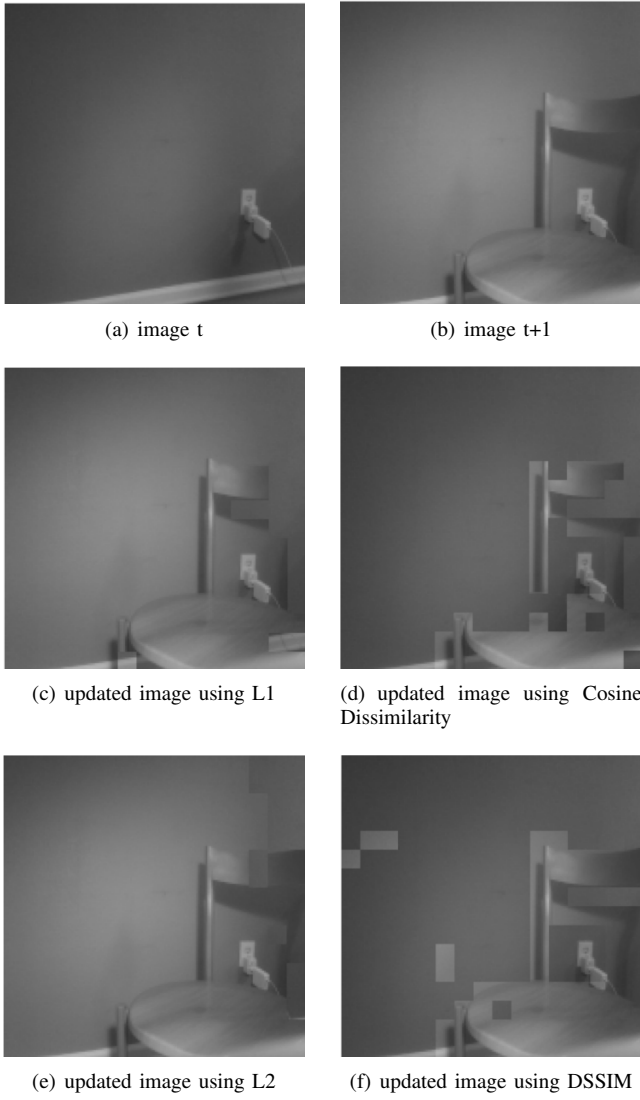 (a) image t
(b) image t+1
(c) updated image using L1
(d) updated image using Cosine
Dissimilarity
(e) updated image using L2
(f) updated image using DSSIM